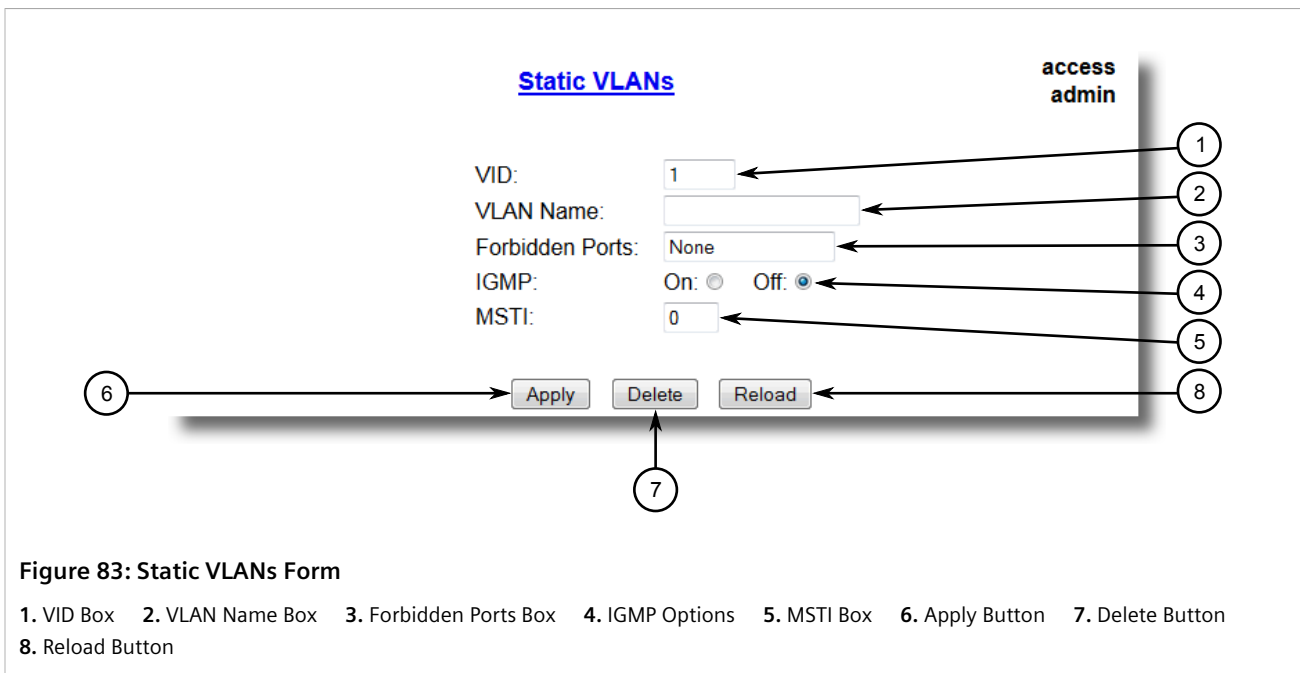 Static VLANs
access
admin
VID: 1
VLAN Name:
Forbidden Ports: None
IGMP: On: Off:
MSTI: 0
Apply Delete Reload
1
2
3
4
5
6
8
7
Figure 83: Static VLANs Form
1. VID Box 2. VLAN Name Box 3. Forbidden Ports Box 4. IGMP Options 5. MSTI Box 6. Apply Button 7. Delete Button
8. Reload Button